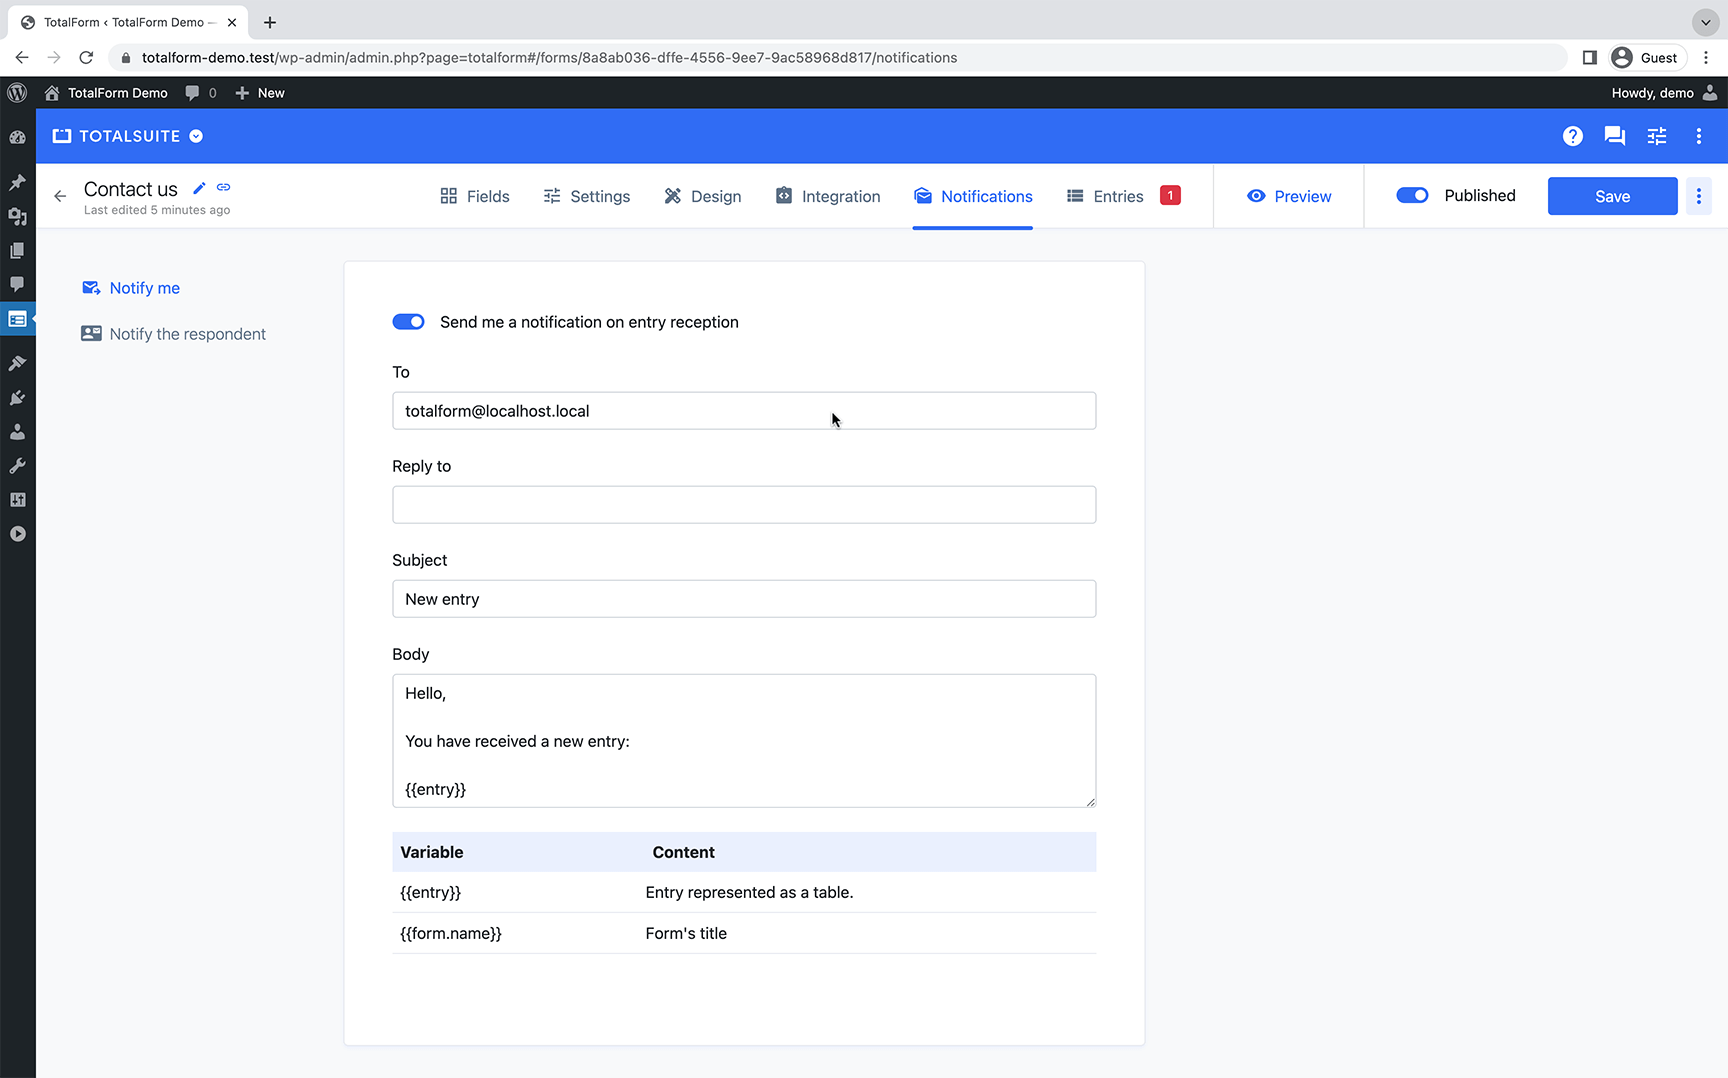 TotalForm ‹ TotalForm Demo —
totalform-demo.test/wp-admin/admin.php?page=totalform#/forms/8a8ab036-dffe-4556-9ee7-9ac58968d817/notifications
Guest
TotalForm Demo 0 New
Howdy, demo
TOTALSUITE
Contact us
Last edited 5 minutes ago
Fields Settings Design Integration Notifications Entries 1 Preview Published Save
Notify me
Notify the respondent
Send me a notification on entry reception
To
totalform@localhost.local
Reply to
Subject
New entry
Body
Hello,
You have received a new entry:
{{entry}}
Variable Content
{{entry}} Entry represented as a table.
{{form.name}} Form's title